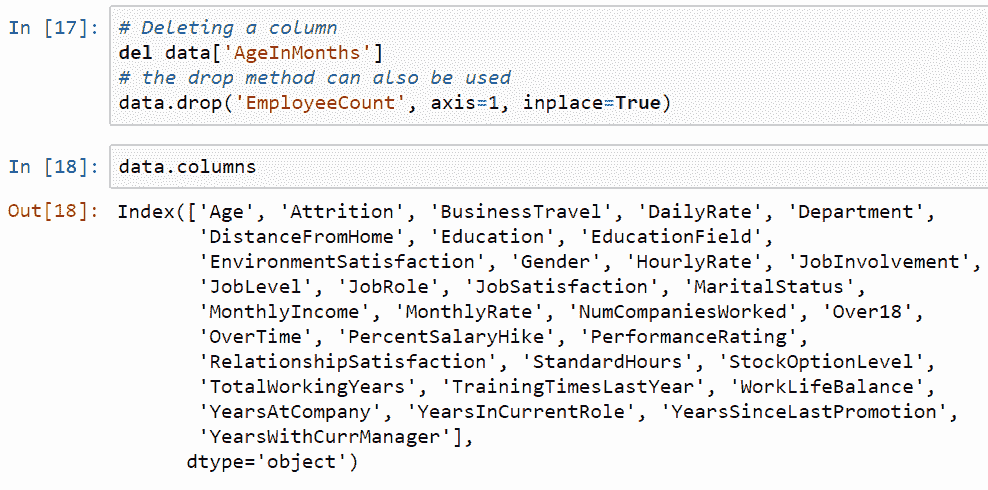 In [17]: # Deleting a column
del data['AgeInMonths']
# the drop method can also be used
data.drop('EmployeeCount', axis=1, inplace=True)
In [18]: data.columns
Out[18]: Index(['Age', 'Attrition', 'BusinessTravel', 'DailyRate', 'Department',
'DistanceFromHome', 'Education', 'EducationField',
'EnvironmentSatisfaction', 'Gender', 'HourlyRate', 'JobInvolvement',
'JobLevel', 'JobRole', 'JobSatisfaction', 'MaritalStatus',
'MonthlyIncome', 'MonthlyRate', 'NumCompaniesWorked', 'Over18',
'OverTime', 'PercentSalaryHike', 'PerformanceRating',
'RelationshipSatisfaction', 'StandardHours', 'StockOptionLevel',
'TotalWorkingYears', 'TrainingTimesLastYear', 'WorkLifeBalance',
'YearsAtCompany', 'YearsInCurrentRole', 'YearsSinceLastPromotion',
'YearsWithCurrManager'],
dtype='object')